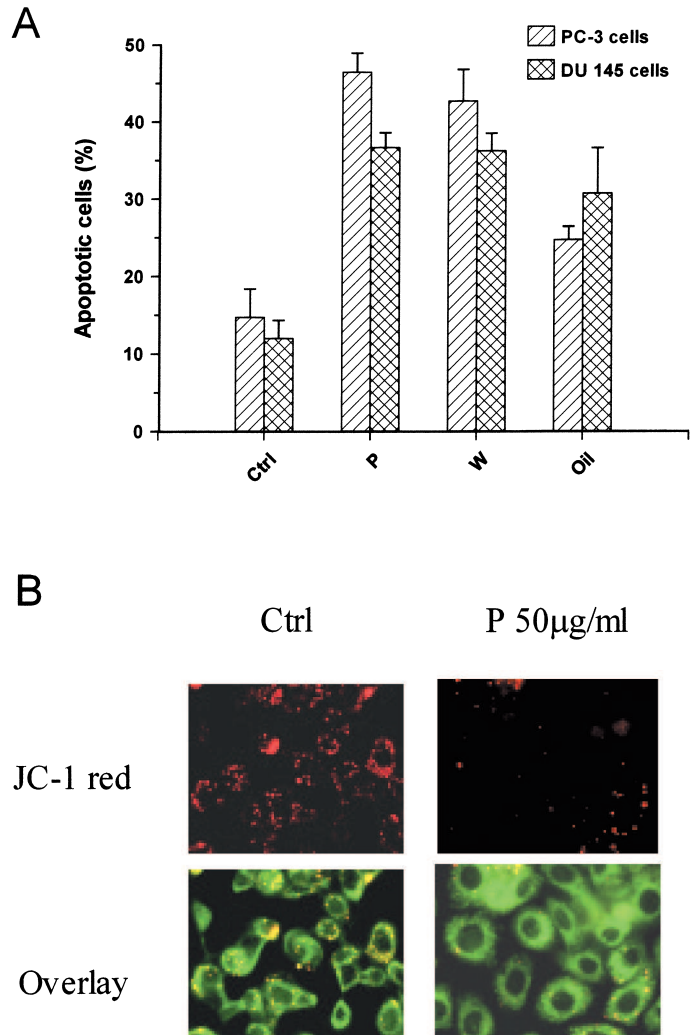 A
50
40
30
20
10
0
Apoptotic cells (%)
PC-3 cells
DU 145 cells
Ctrl
P
W
Oil
B
Ctrl
P 50μg/ml
JC-1 red
Overlay